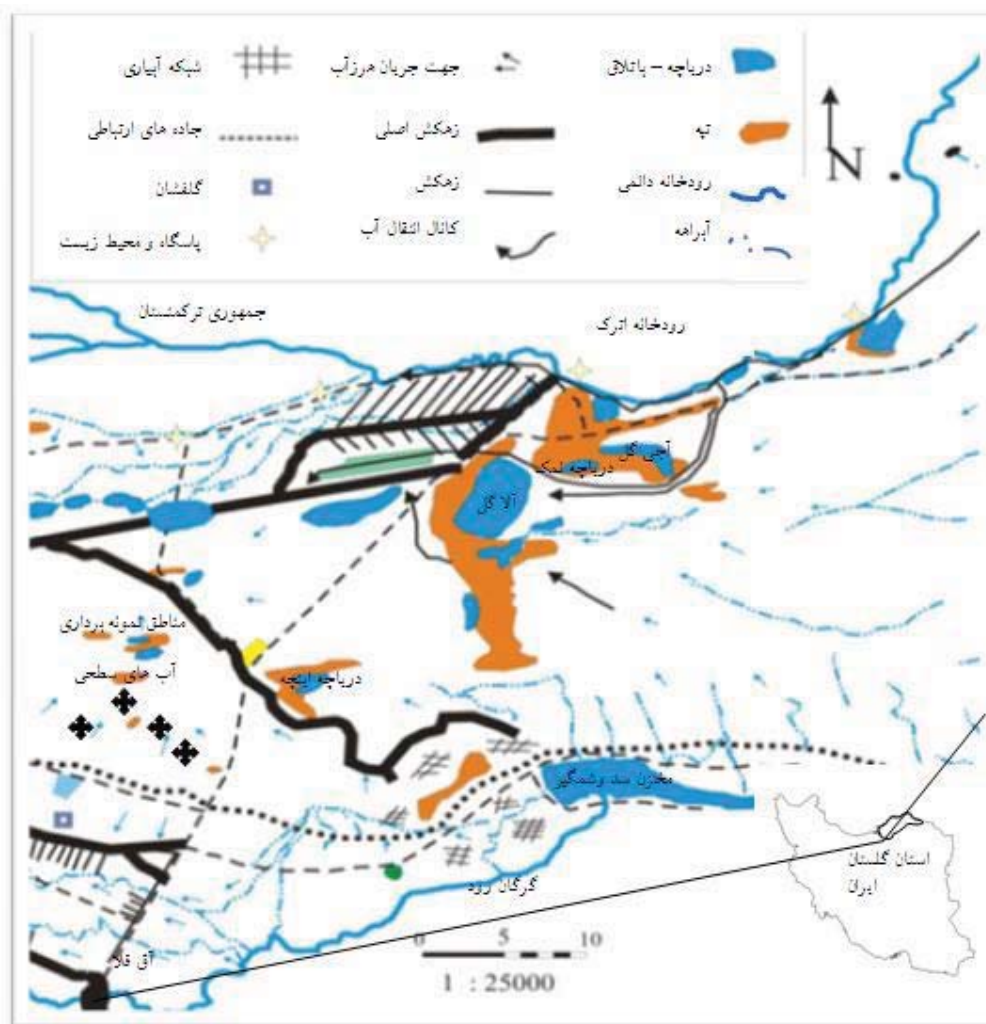 دریاچه – باتلاق
جهت جریان هرزآب
شبکه آبیاری
تپه
زهکش اصلی
جاده های ارتباطی
رودخانه دائمی
زهکش
گلفشان
آبراهه
کانال انتقال آب
پاسگاه و محیط زیست
N
جمهوری ترکمنستان
رودخانه اترک
آجی گل
دریاچه نمک
آلا گل
مناطق نمونه برداری
آب های سطحی
دریاچه اینچه
مخزن سد وشمگیر
گرگان رود
استان گلستان
ایران
آق قلا
0 5 10
1 : 25000